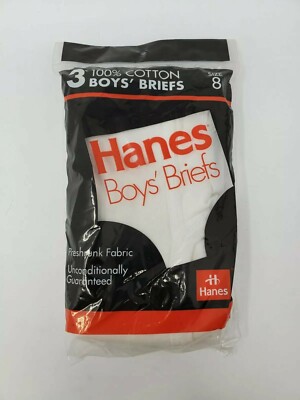 3 100% COTTON
BOYS' BRIEFS
SIZE
8
Hanes
Boys' Briefs
Preshrunk Fabric
Unconditionally
Guaranteed
Hanes